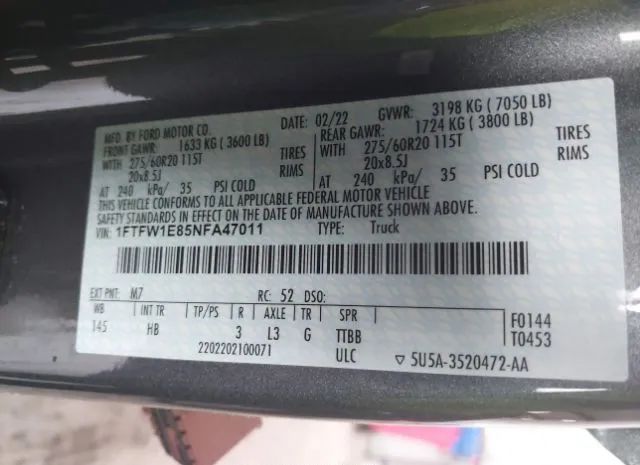 MFD. BY FORD MOTOR CO.
DATE: 02/22 GVWR: 3198 KG ( 7050 LB)
FRONT GAWR: 1633 KG ( 3600 LB)
REAR GAWR: 1724 KG ( 3800 LB)
WITH 275/60R20 115T TIRES
WITH 275/60R20 115T TIRES
20x8.5J RIMS
20x8.5J RIMS
AT 240 kPa/ 35 PSI COLD
AT 240 kPa/ 35 PSI COLD
THIS VEHICLE CONFORMS TO ALL APPLICABLE FEDERAL MOTOR VEHICLE
SAFETY STANDARDS IN EFFECT ON THE DATE OF MANUFACTURE SHOWN ABOVE.
VIN: 1FTFW1E85NFA47011 TYPE: Truck
EXT PNT: M7 RC: 52 DSO:
WB INT TR TP/PS R AXLE TR SPR
145 HB 3 L3 G TTBB
F0144
T0453
2202202100071 ULC
5U5A-3520472-AA